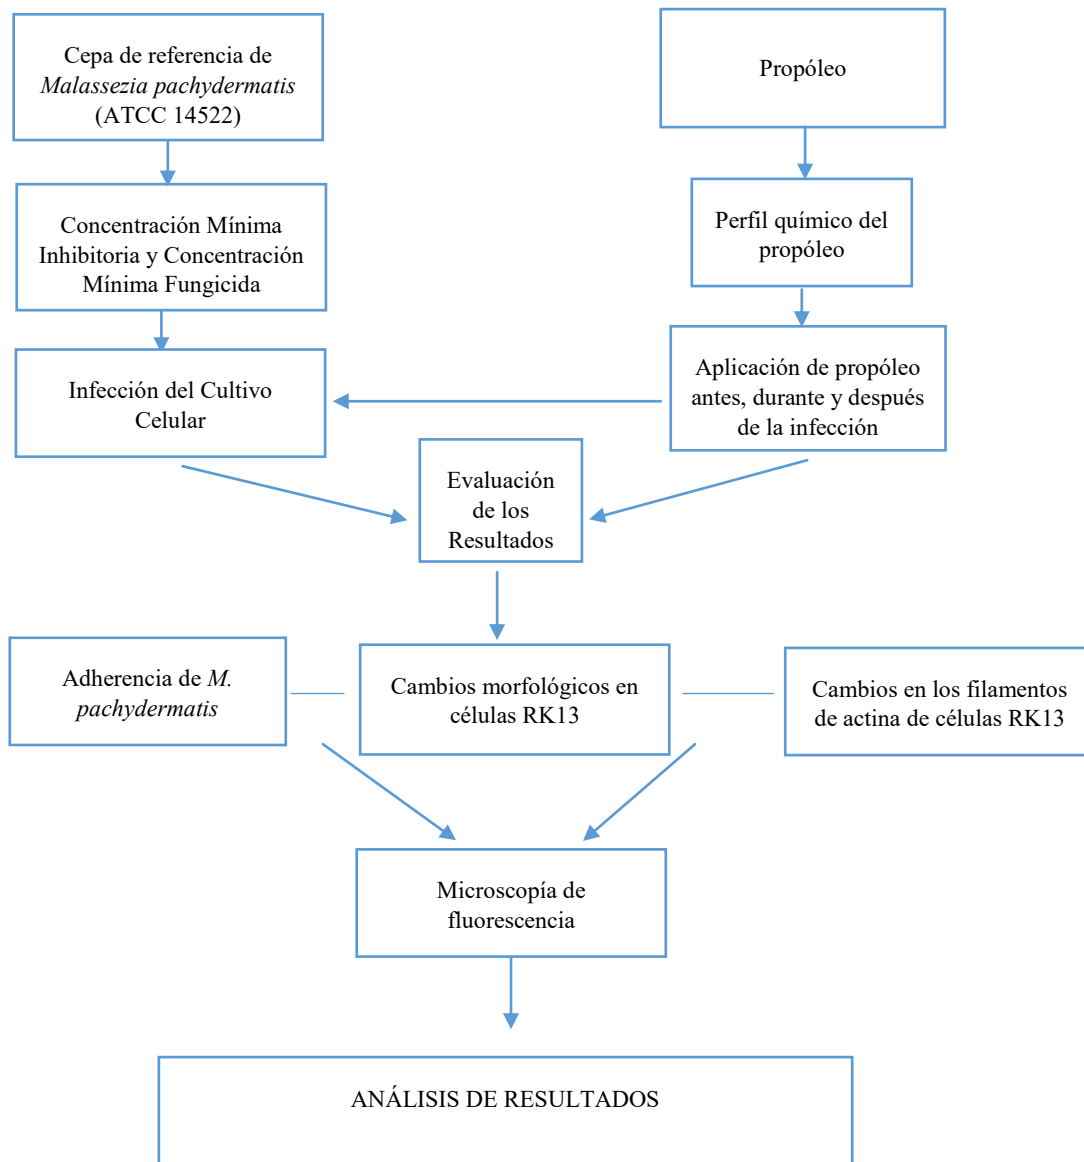 Cepa de referencia de
Malassezia pachydermatis
(ATCC 14522)
Propóleo
Concentración Mínima
Inhibitoria y Concentración
Mínima Fungicida
Perfil químico del
propóleo
Infección del Cultivo
Celular
Aplicación de propóleo
antes, durante y después
de la infección
Evaluación
de los
Resultados
Adherencia de M.
pachydermatis
Cambios morfológicos en
células RK13
Cambios en los filamentos
de actina de células RK13
Microscopía de
fluorescencia
ANÁLISIS DE RESULTADOS